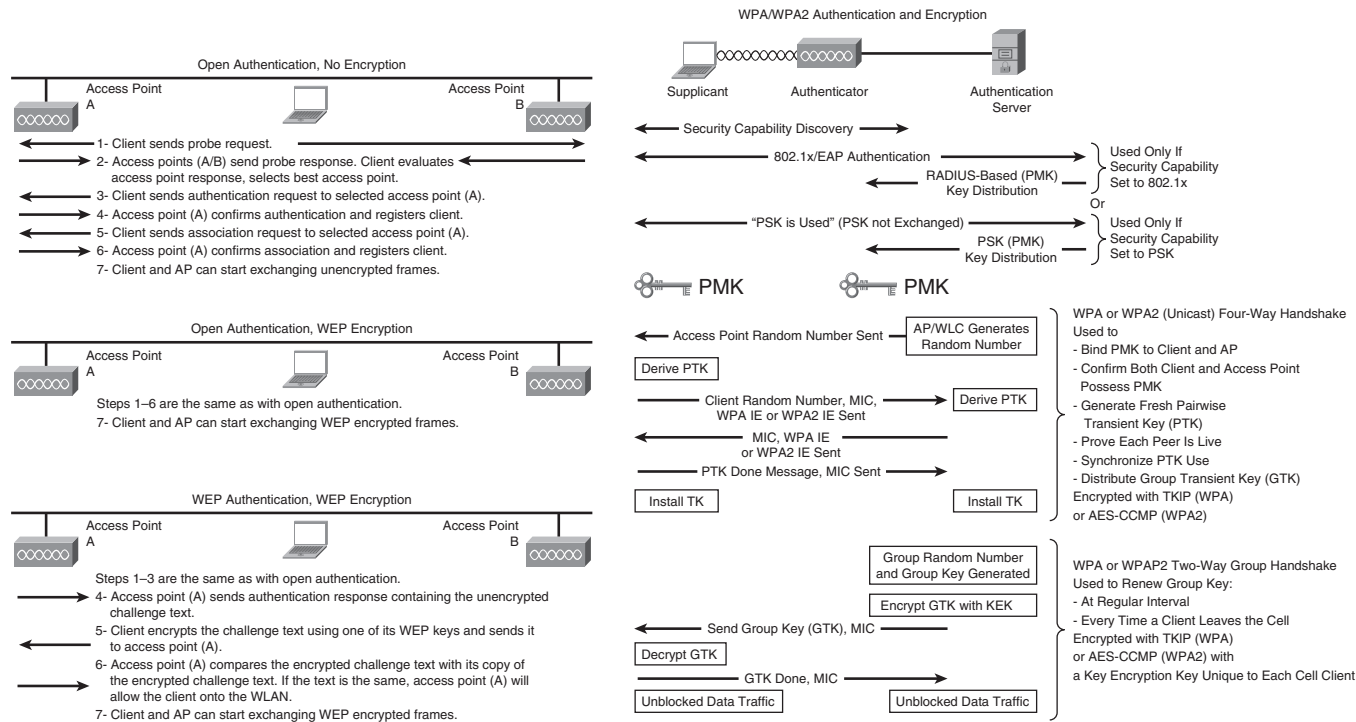 Open Authentication, No Encryption
Access Point
A
Access Point
B
1- Client sends probe request.
2- Access points (A/B) send probe response. Client evaluates
access point response, selects best access point.
3- Client sends authentication request to selected access point (A).
4- Access point (A) confirms authentication and registers client.
5- Client sends association request to selected access point (A).
6- Access point (A) confirms association and registers client.
7- Client and AP can start exchanging unencrypted frames.
Open Authentication, WEP Encryption
Access Point
A
Access Point
B
Steps 1–6 are the same as with open authentication.
7- Client and AP can start exchanging WEP encrypted frames.
WEP Authentication, WEP Encryption
Access Point
A
Access Point
B
Steps 1–3 are the same as with open authentication.
4- Access point (A) sends authentication response containing the unencrypted
challenge text.
5- Client encrypts the challenge text using one of its WEP keys and sends it
to access point (A).
6- Access point (A) compares the encrypted challenge text with its copy of
the encrypted challenge text. If the text is the same, access point (A) will
allow the client onto the WLAN.
7- Client and AP can start exchanging WEP encrypted frames.
WPA/WPA2 Authentication and Encryption
Supplicant
Authenticator
Authentication
Server
Security Capability Discovery
802.1x/EAP Authentication
RADIUS-Based (PMK)
Key Distribution
Used Only If
Security Capability
Set to 802.1x
Or
“PSK is Used” (PSK not Exchanged)
PSK (PMK)
Key Distribution
Used Only If
Security Capability
Set to PSK
PMK
PMK
Access Point Random Number Sent
AP/WLC Generates
Random Number
Derive PTK
Client Random Number, MIC,
WPA IE or WPA2 IE Sent
Derive PTK
MIC, WPA IE
or WPA2 IE Sent
PTK Done Message, MIC Sent
Install TK
Install TK
WPA or WPA2 (Unicast) Four-Way Handshake
Used to
- Bind PMK to Client and AP
- Confirm Both Client and Access Point
Possess PMK
- Generate Fresh Pairwise
Transient Key (PTK)
- Prove Each Peer Is Live
- Synchronize PTK Use
- Distribute Group Transient Key (GTK)
Encrypted with TKIP (WPA)
or AES-CCMP (WPA2)
Group Random Number
and Group Key Generated
Encrypt GTK with KEK
Send Group Key (GTK), MIC
Decrypt GTK
GTK Done, MIC
Unblocked Data Traffic
Unblocked Data Traffic
WPA or WPAP2 Two-Way Group Handshake
Used to Renew Group Key:
- At Regular Interval
- Every Time a Client Leaves the Cell
Encrypted with TKIP (WPA)
or AES-CCMP (WPA2) with
a Key Encryption Key Unique to Each Cell Client